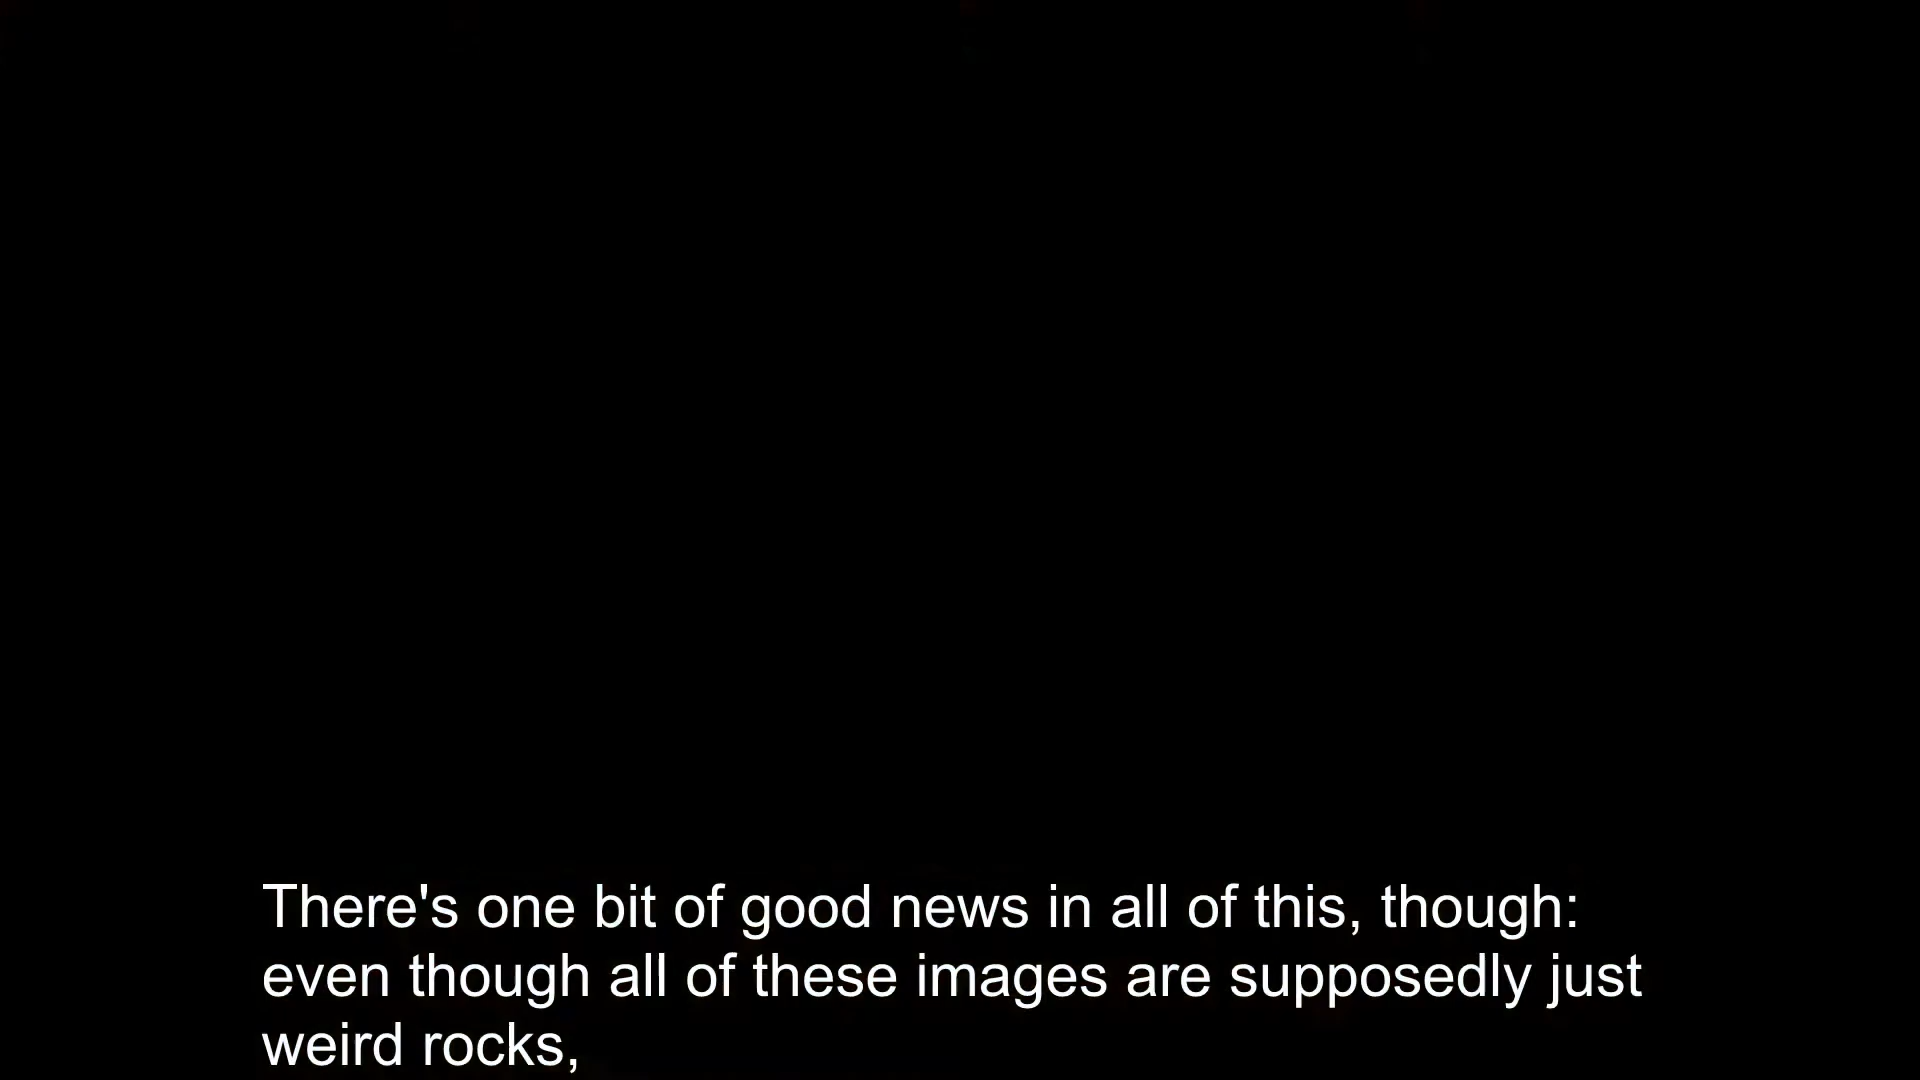 There's one bit of good news in all of this, though:
even though all of these images are supposedly just
weird rocks,